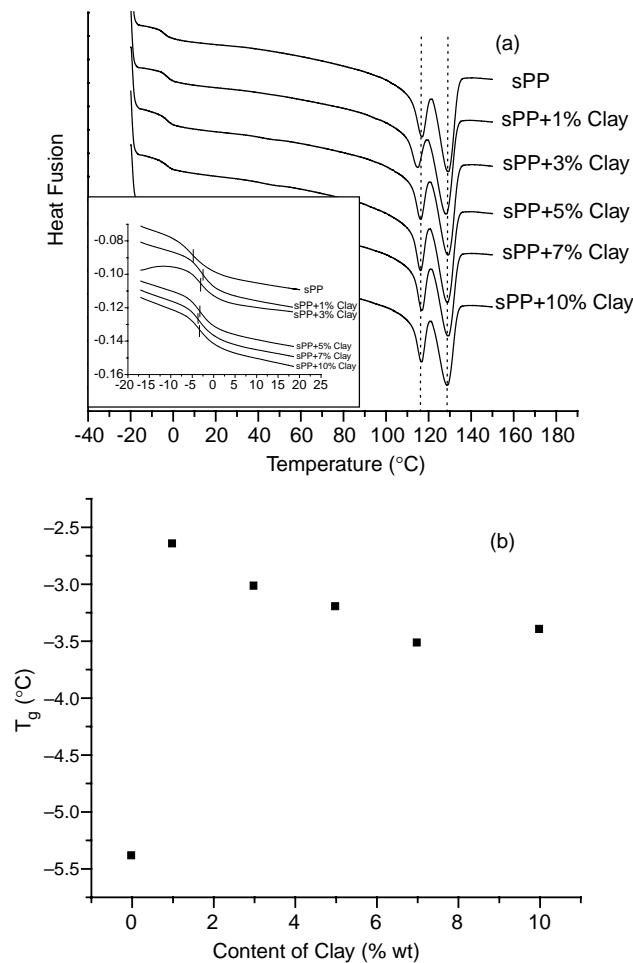 (a)
sPP
sPP+1% Clay
sPP+3% Clay
sPP+5% Clay
sPP+7% Clay
sPP+10% Clay
Heat Fusion
-0.08
-0.10
-0.12
-0.14
-0.16
sPP
sPP+1% Clay
sPP+3% Clay
sPP+5% Clay
sPP+7% Clay
sPP+10% Clay
-20 -15 -10 -5 0 5 10 15 20 25
-40 -20 0 20 40 60 80 100 120 140 160 180
Temperature (°C)
(b)
−2.5
−3.0
−3.5
−4.0
−4.5
−5.0
−5.5
Tg (°C)
0 2 4 6 8 10
Content of Clay (% wt)